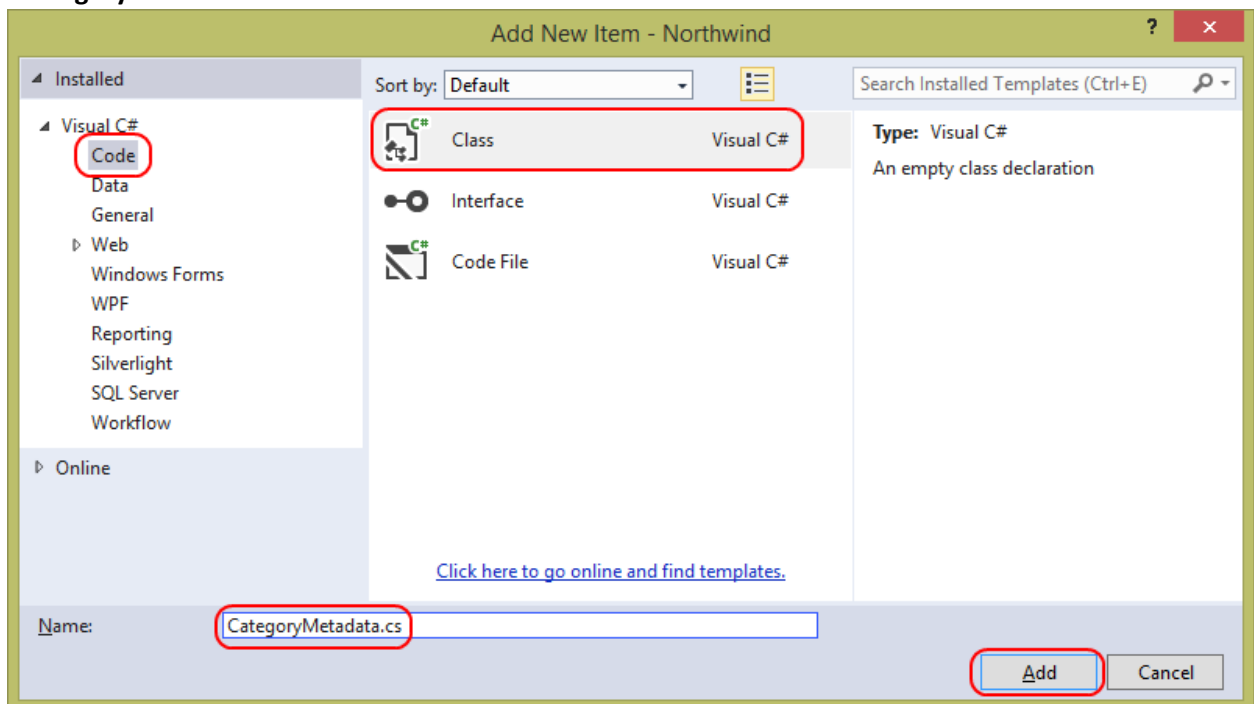 Add New Item - Northwind
?
Installed
Sort by: Default
Search Installed Templates (Ctrl+E)
Visual C#
Code
Data
General
Web
Windows Forms
WPF
Reporting
Silverlight
SQL Server
Workflow
Online
C# Class Visual C#
Interface Visual C#
C# Code File Visual C#
Click here to go online and find templates.
Type: Visual C#
An empty class declaration
Name: CategoryMetadata.cs
Add Cancel